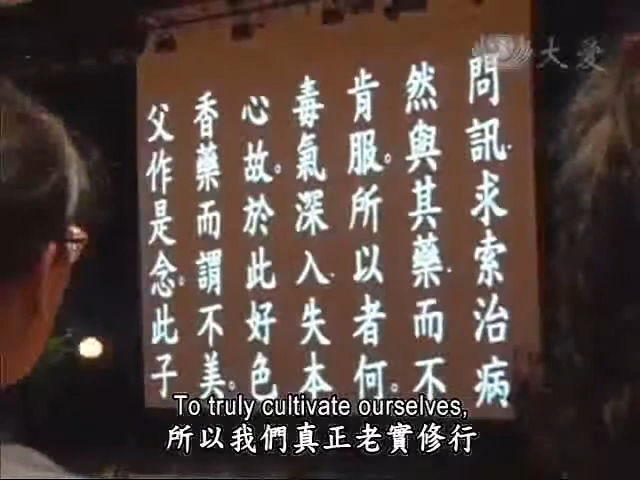 大愛
問訊求索治病
然與其藥而不
肯服。所以者何。
毒氣深入失本
心故。於此好色
香藥而謂不美。
父作是念。此子
To truly cultivate ourselves,
所以我們真正老實修行